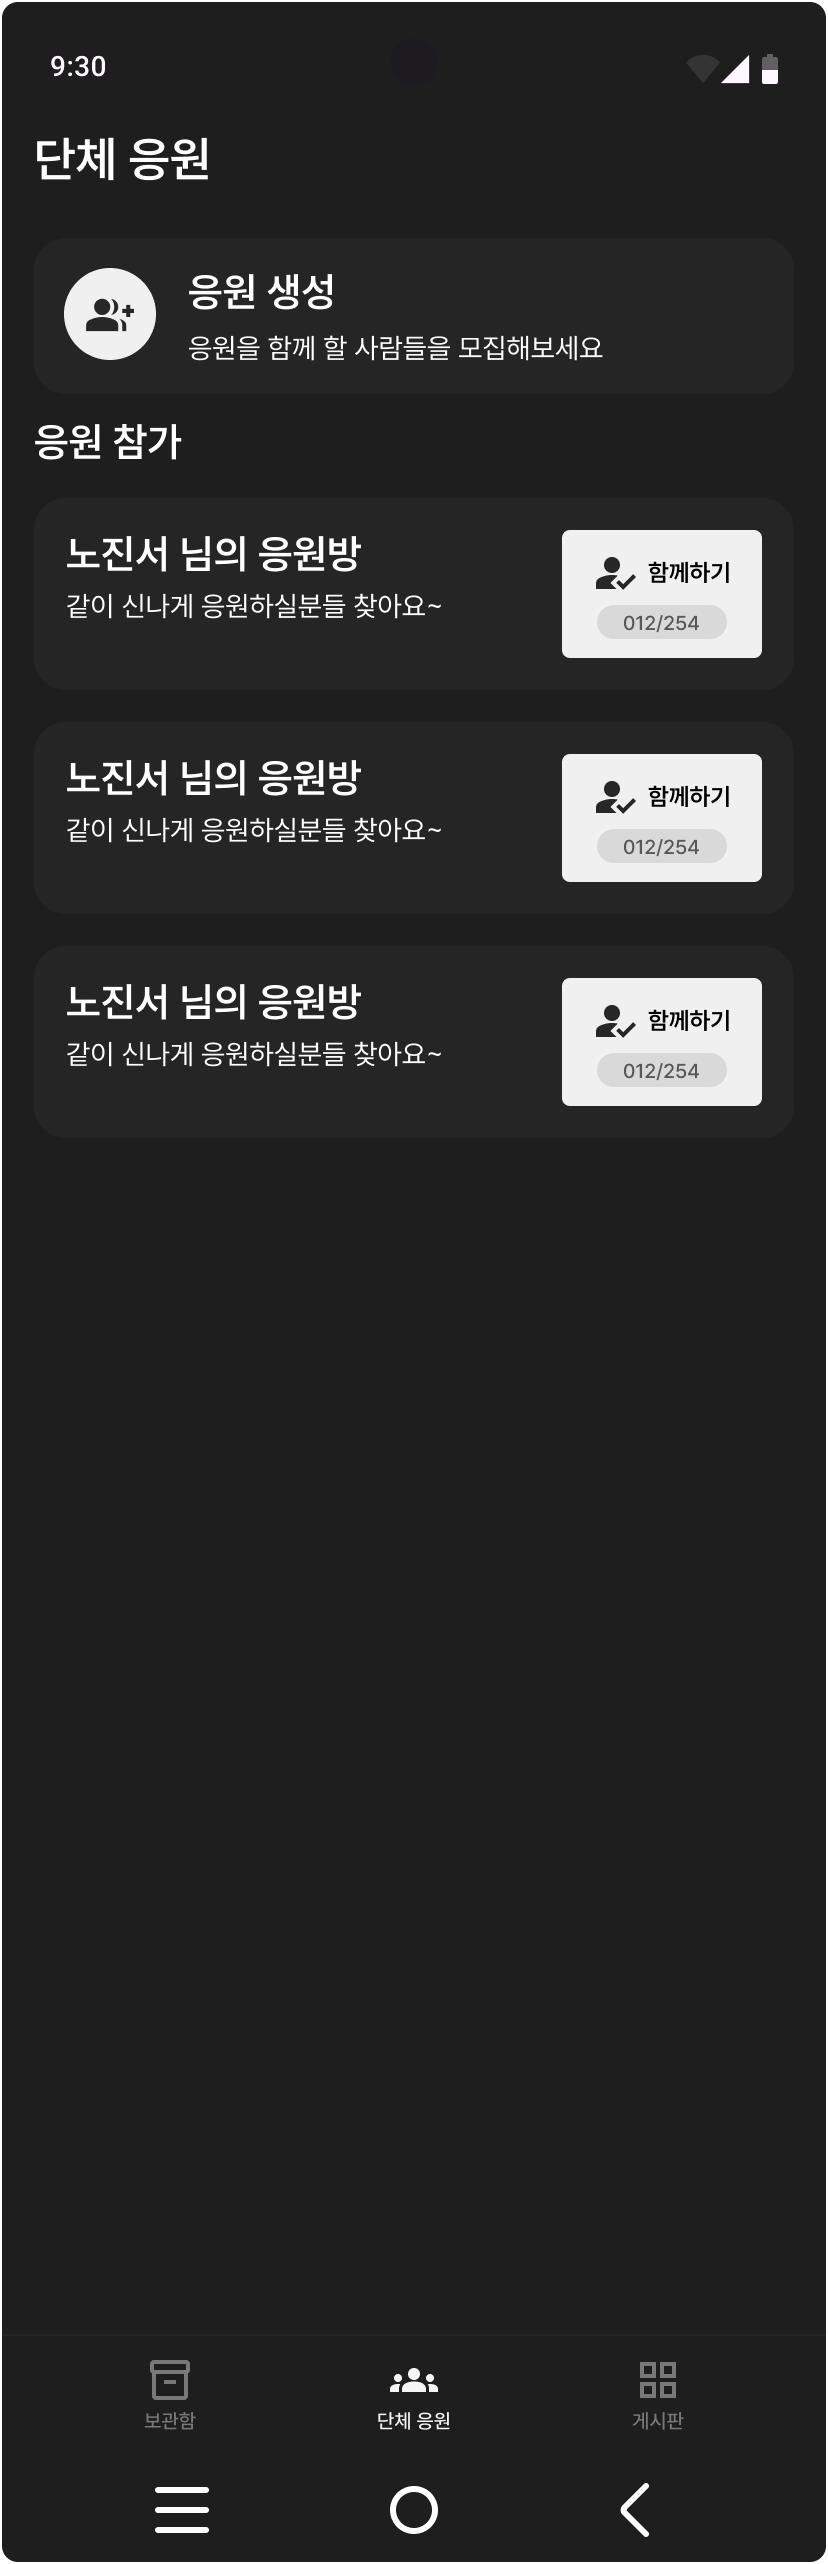 9:30
단체 응원
응원 생성
응원을 함께 할 사람들을 모집해보세요
응원 참가
노진서 님의 응원방
같이 신나게 응원하실분들 찾아요~
함께하기
012/254
노진서 님의 응원방
같이 신나게 응원하실분들 찾아요~
함께하기
012/254
노진서 님의 응원방
같이 신나게 응원하실분들 찾아요~
함께하기
012/254
보관함
단체 응원
게시판